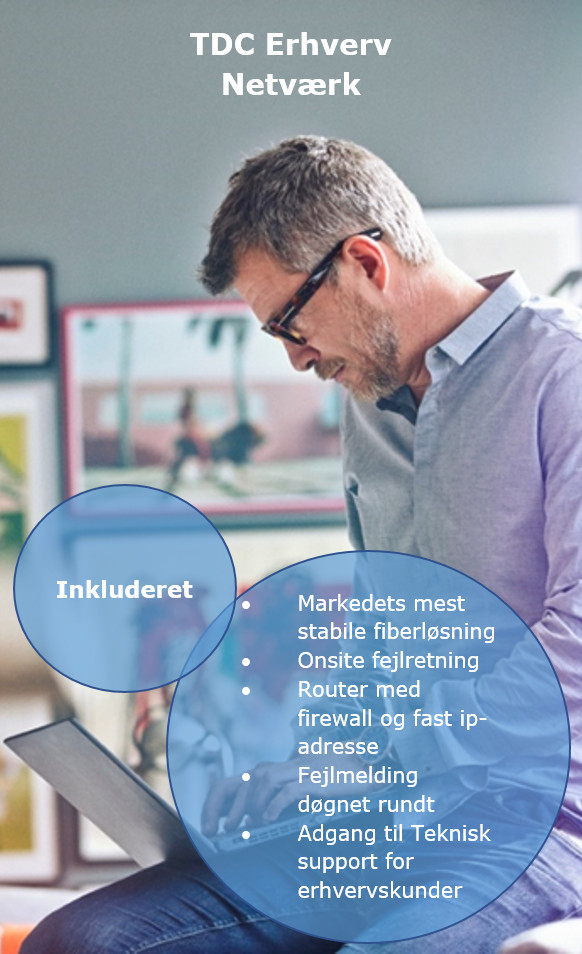 TDC Erhverv
Netværk
Inkluderet
• Markedets mest
stabile fiberløsning
• Onsite fejlretning
• Router med
firewall og fast ip-
adresse
• Fejlmelding
døgnet rundt
• Adgang til Teknisk
support for
erhvervskunder